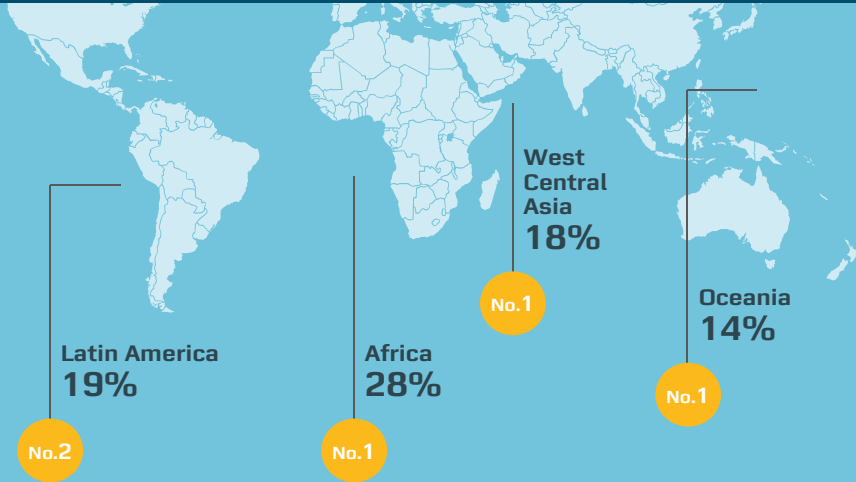 West
Central
Asia
18%
No.1
Oceania
14%
No.1
Latin America
19%
No.2
Africa
28%
No.1